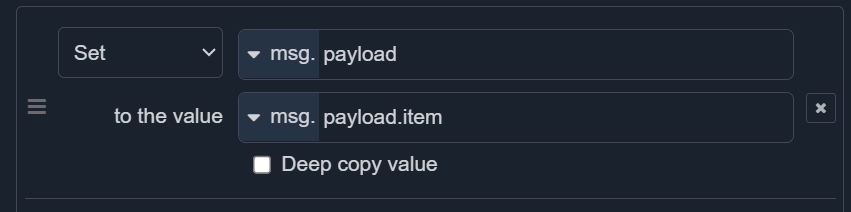 Set msg. payload
to the value msg. payload.item
Deep copy value